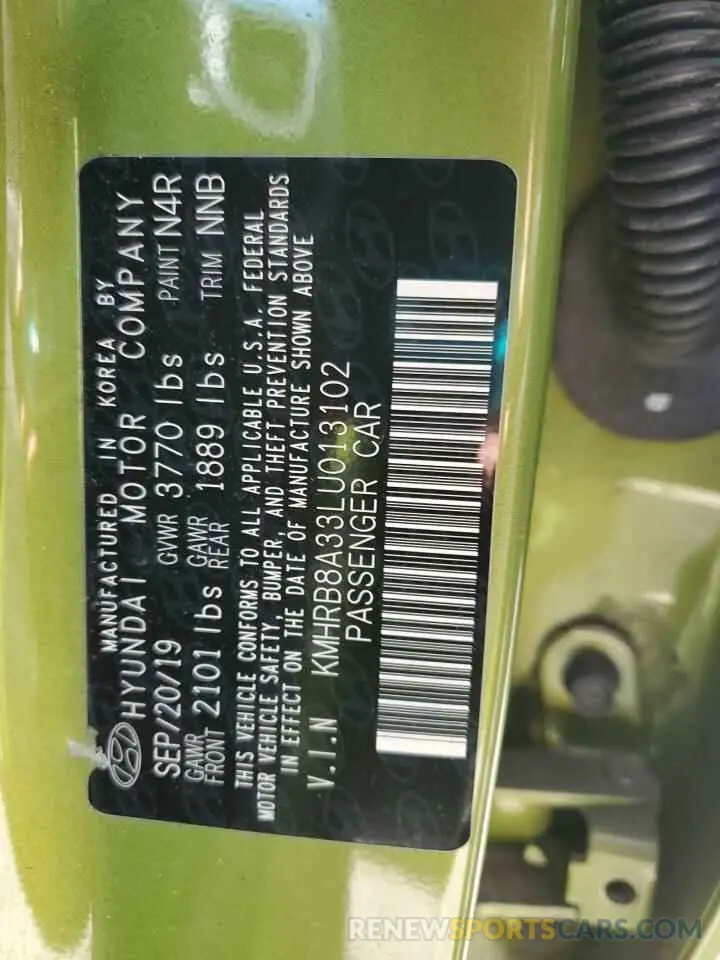 MANUFACTURED IN KOREA BY
HYUNDAI MOTOR COMPANY
SEP/20/19 GVWR 3770 lbs PAINT N4R
GAWR FRONT 2101 lbs GAWR REAR 1889 lbs TRIM NNB
THIS VEHICLE CONFORMS TO ALL APPLICABLE U.S.A. FEDERAL
MOTOR VEHICLE SAFETY, BUMPER, AND THEFT PREVENTION STANDARDS
IN EFFECT ON THE DATE OF MANUFACTURE SHOWN ABOVE
V.I.N KMHRB8A33LU013102
PASSENGER CAR
RENEWSPORTSCARS.COM